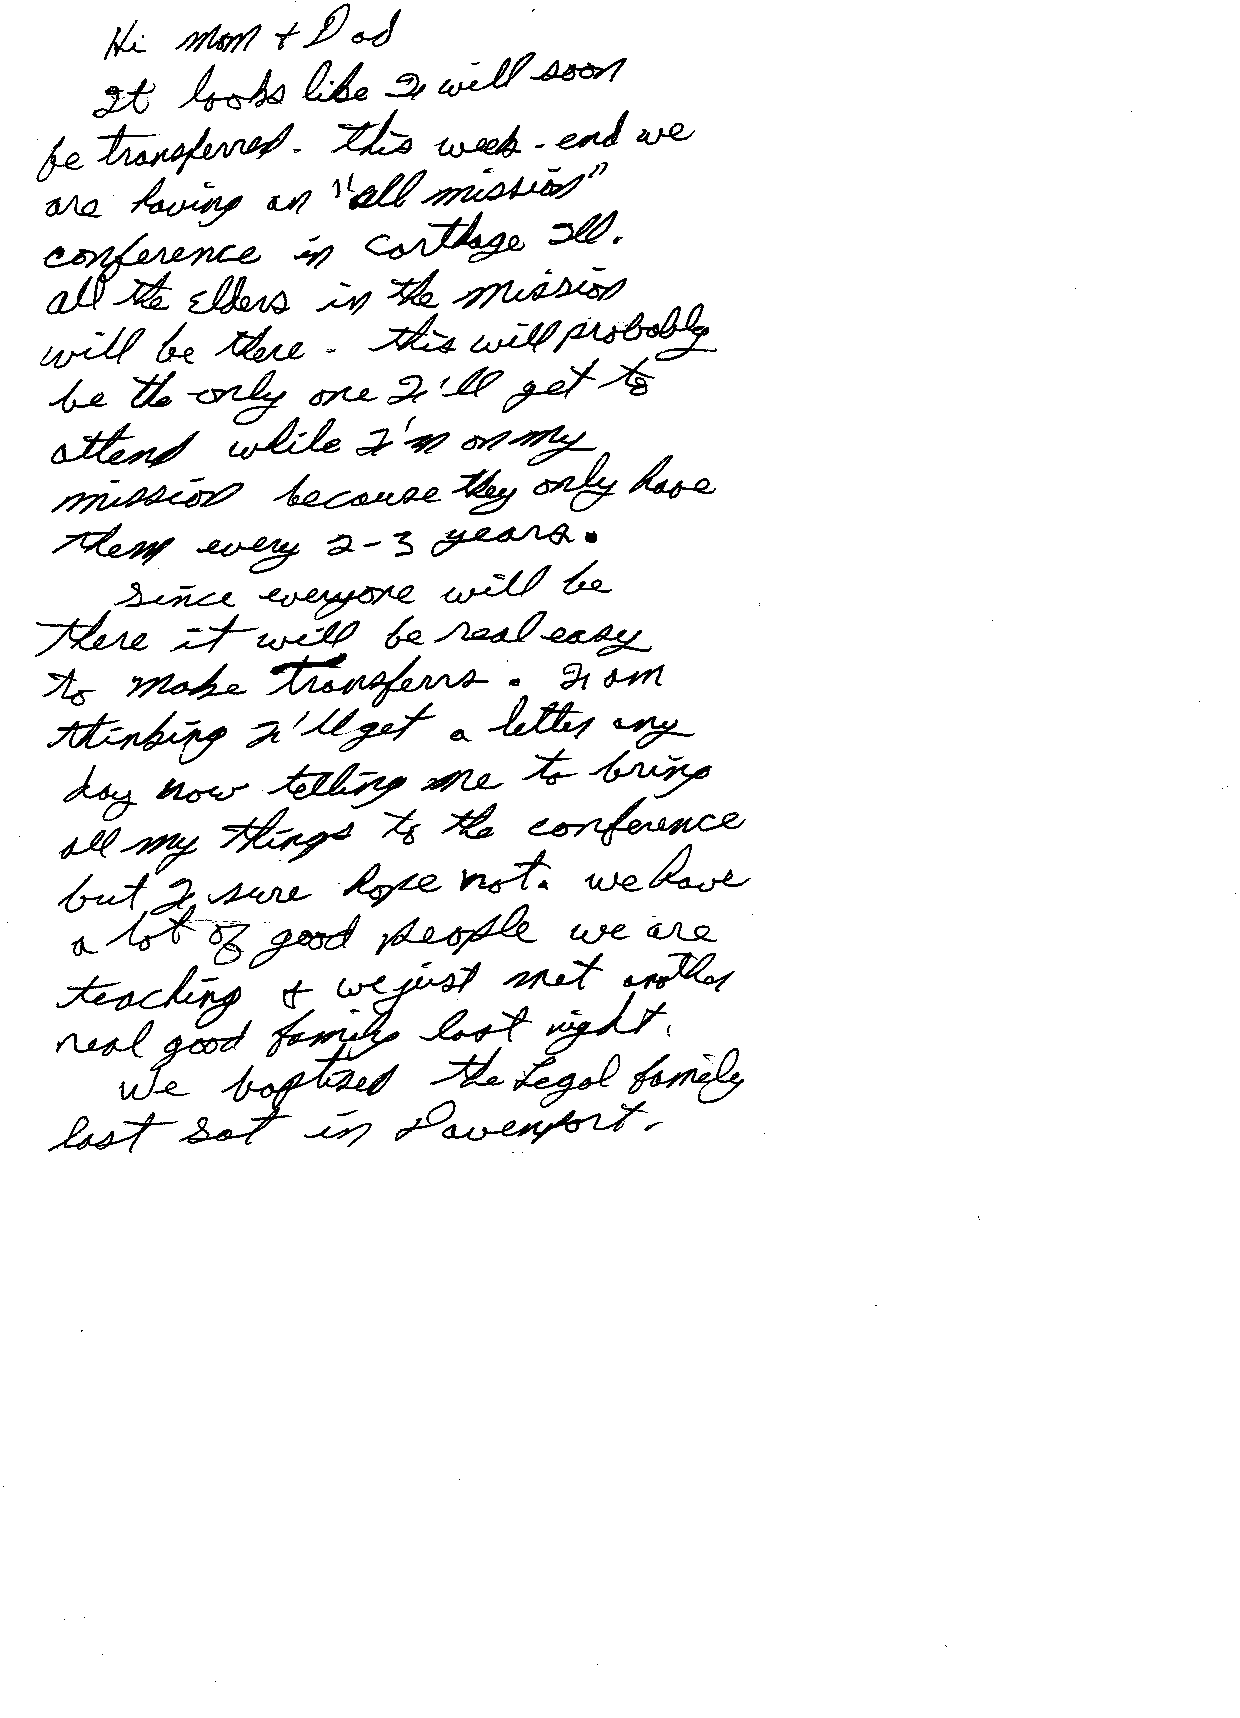 Hi Mom + Dad
It looks like I will soon
be transferred. This week-end we
are having an "all mission"
conference in Carthage Ill.
all the Elders in the mission
will be there. this will probably
be the only one I'll get to
attend while I'm on my
mission because they only have
them every 2-3 years.
Since everyone will be
there it will be real easy
to make transferrs. I am
thinking I'll get a letter any
day now telling me to bring
all my things to the conference
but I sure hope not. we have
a lot of good people we are
teaching + we just met another
real good family last night.
We baptized the Legal family
last Sat in Davenport.